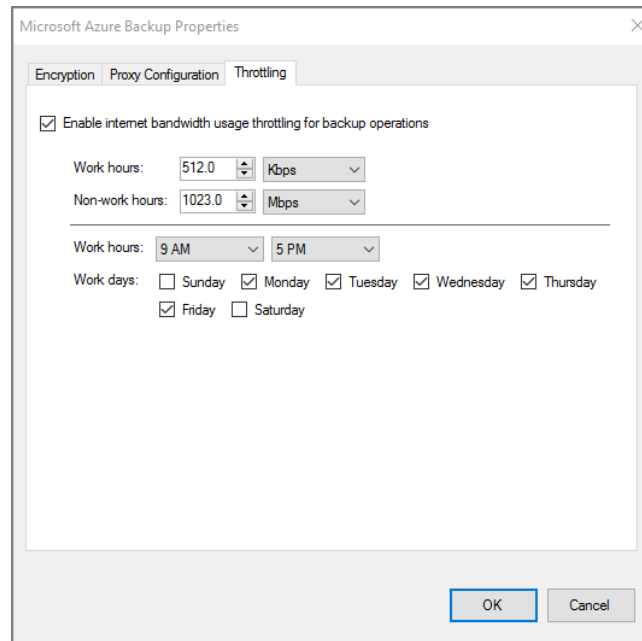 Microsoft Azure Backup Properties
Encryption Proxy Configuration Throttling
Enable internet bandwidth usage throttling for backup operations
Work hours: 512.0 Kbps
Non-work hours: 1023.0 Mbps
Work hours: 9 AM 5 PM
Work days: Sunday Monday Tuesday Wednesday Thursday
Friday Saturday
OK Cancel